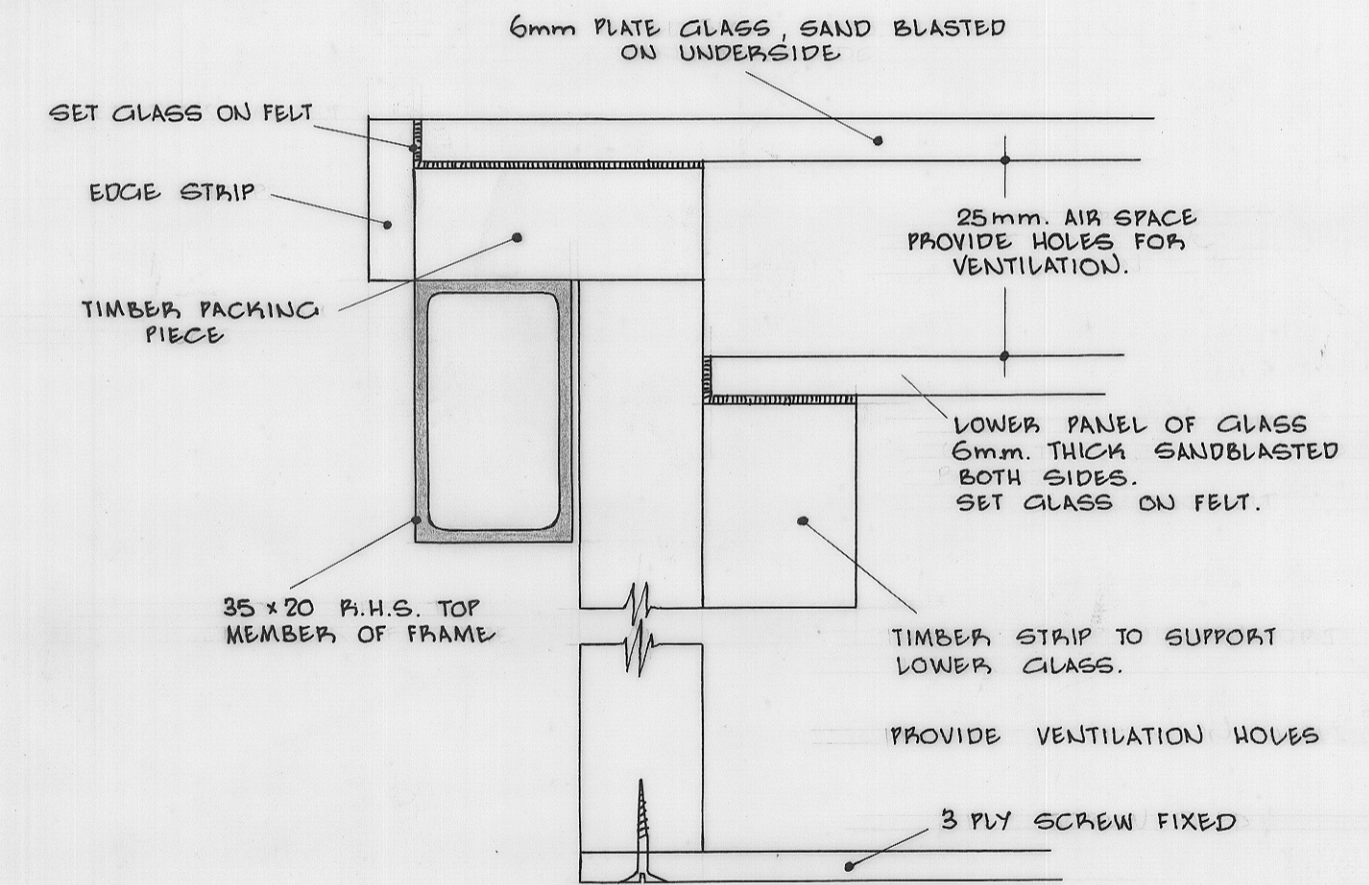 6mm PLATE GLASS, SAND BLASTED
ON UNDERSIDE
SET GLASS ON FELT
EDGE STRIP
25mm. AIR SPACE
PROVIDE HOLES FOR
VENTILATION.
TIMBER PACKING
PIECE
LOWER PANEL OF GLASS
6m.m. THICK SANDBLASTED
BOTH SIDES.
SET GLASS ON FELT.
35 x 20 R.H.S. TOP
MEMBER OF FRAME
TIMBER STRIP TO SUPPORT
LOWER GLASS.
PROVIDE VENTILATION HOLES
3 PLY SCREW FIXED